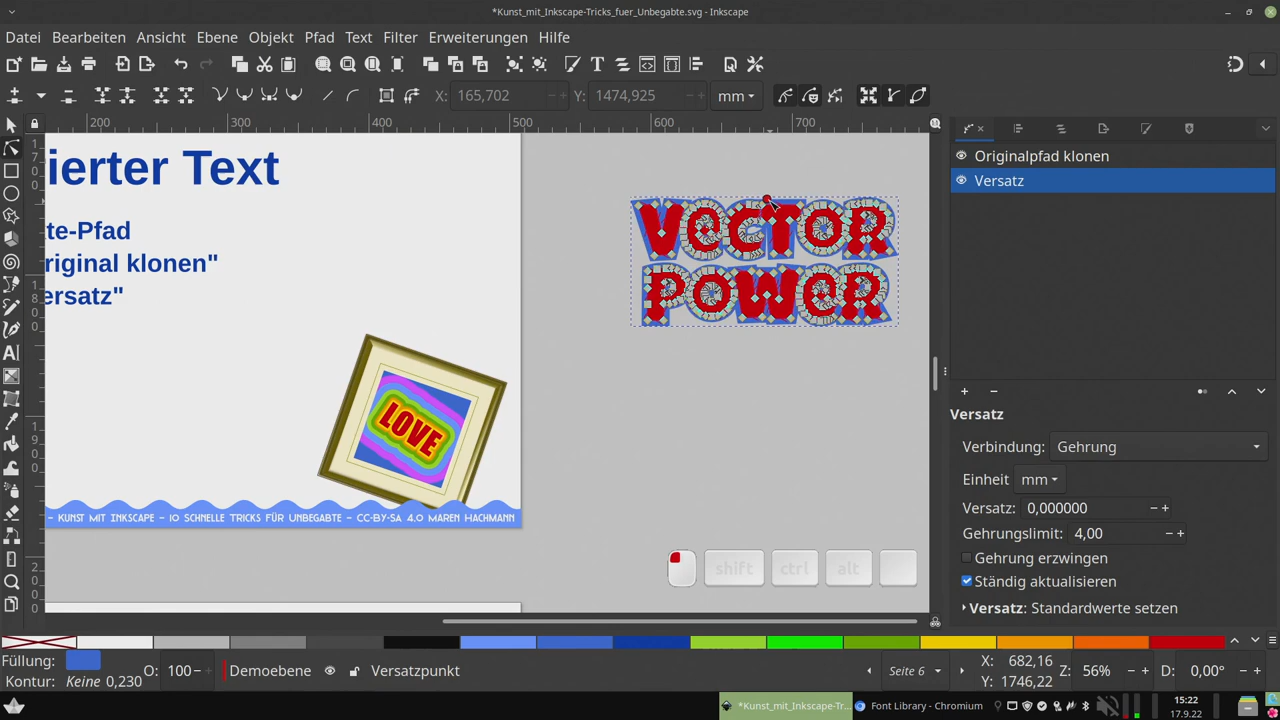 *Kunst_mit_Inkscape-Tricks_fuer_Unbegabte.svg - Inkscape
Datei Bearbeiten Ansicht Ebene Objekt Pfad Text Filter Erweiterungen Hilfe
X: 165,702 − + Y: 1474,925 − + mm
200 300 400 500 600 700
ierter Text
te-Pfad
riginal klonen"
ersatz"
VECTOR
POWER
LOVE
– KUNST MIT INKSCAPE – 10 SCHNELLE TRICKS FÜR UNBEGABTE – CC-BY-SA 4.0 MAREN HACHMANN
shift ctrl alt
Originalpfad klonen
Versatz
Versatz
Verbindung: Gehrung
Einheit mm
Versatz: 0,000000 − +
Gehrungslimit: 4,00 − +
Gehrung erzwingen
Ständig aktualisieren
Versatz: Standardwerte setzen
Füllung: O: 100 − + Demoebene Versatzpunkt Seite 6 X: 682,16 Z: 56% − + D: 0,00° − +
Kontur: Keine 0,230 Y: 1746,22
*Kunst_mit_Inkscape-Tr... Font Library - Chromium 15:22
17.9.22